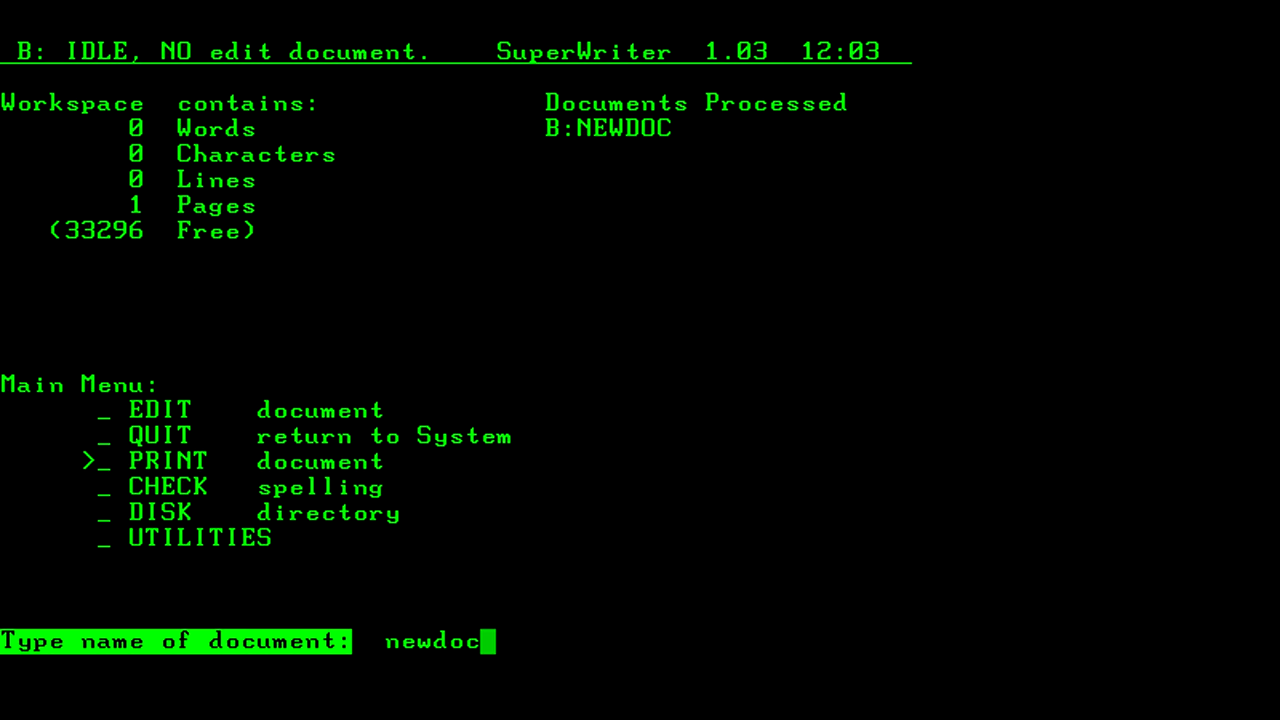 B: IDLE, NO edit document. SuperWriter 1.03 12:03
Workspace contains: Documents Processed
0 Words B:NEWDOC
0 Characters
0 Lines
1 Pages
(33296 Free)
Main Menu:
_ EDIT document
_ QUIT return to System
>_ PRINT document
_ CHECK spelling
_ DISK directory
_ UTILITIES
Type name of document: newdoc